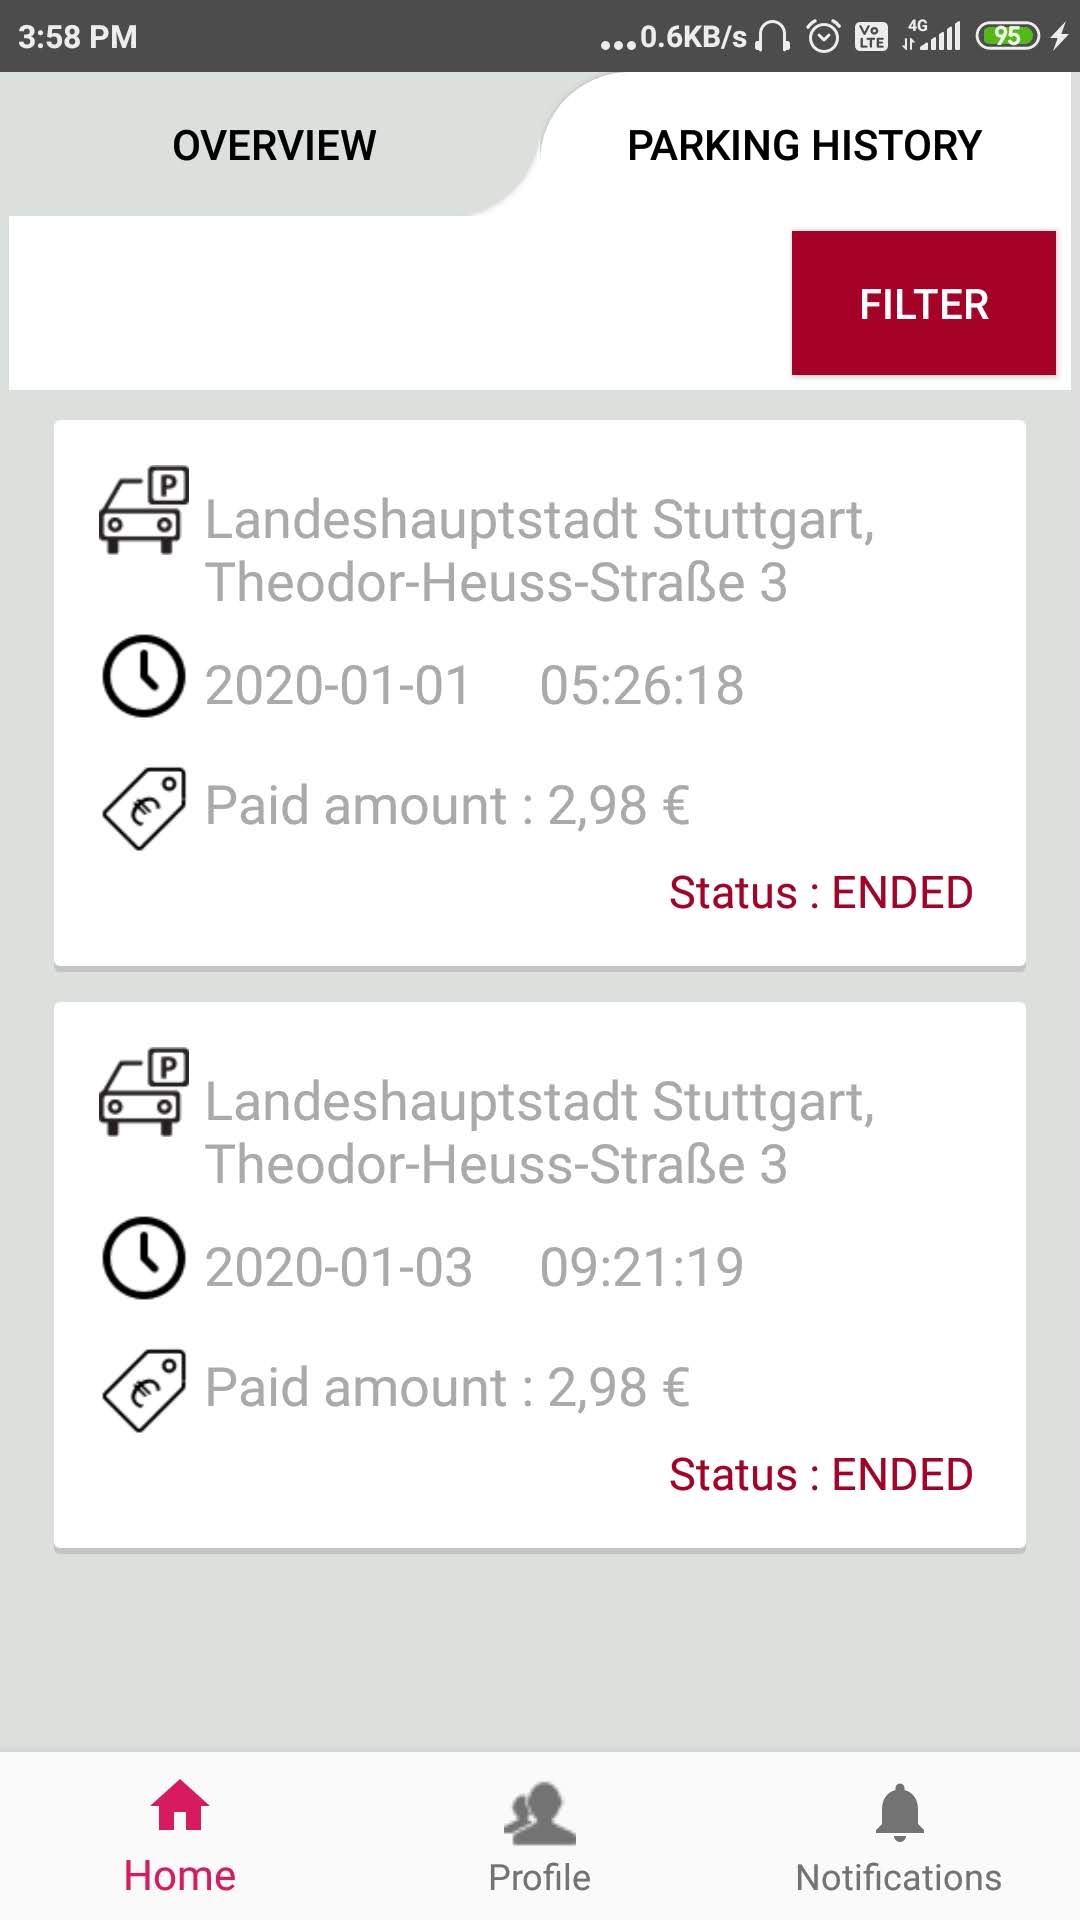 3:58 PM
...0.6KB/s
Vo
LTE
4G
95
OVERVIEW
PARKING HISTORY
FILTER
P
Landeshauptstadt Stuttgart,
Theodor-Heuss-Straße 3
2020-01-01 05:26:18
€
Paid amount : 2,98 €
Status : ENDED
P
Landeshauptstadt Stuttgart,
Theodor-Heuss-Straße 3
2020-01-03 09:21:19
€
Paid amount : 2,98 €
Status : ENDED
Home
Profile
Notifications